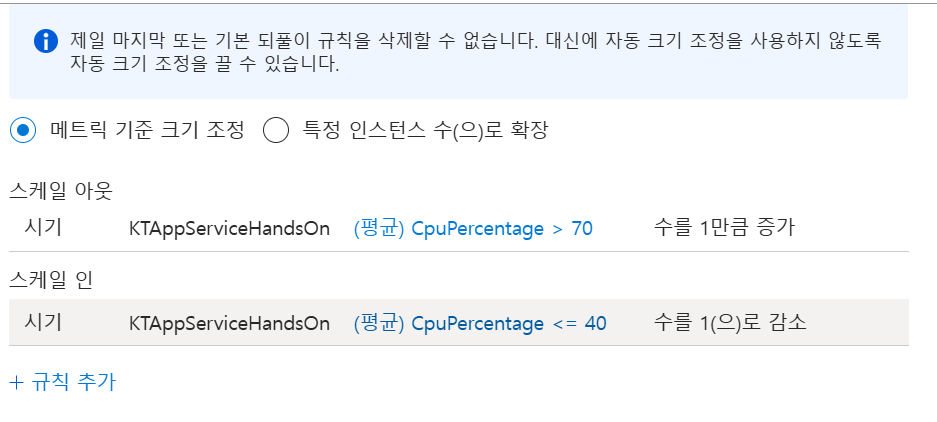 제일 마지막 또는 기본 되풀이 규칙을 삭제할 수 없습니다. 대신에 자동 크기 조정을 사용하지 않도록
자동 크기 조정을 끌 수 있습니다.
메트릭 기준 크기 조정 특정 인스턴스 수(으)로 확장
스케일 아웃
시기 KTAppServiceHandsOn (평균) CpuPercentage > 70 수를 1만큼 증가
스케일 인
시기 KTAppServiceHandsOn (평균) CpuPercentage <= 40 수를 1(으)로 감소
+ 규칙 추가